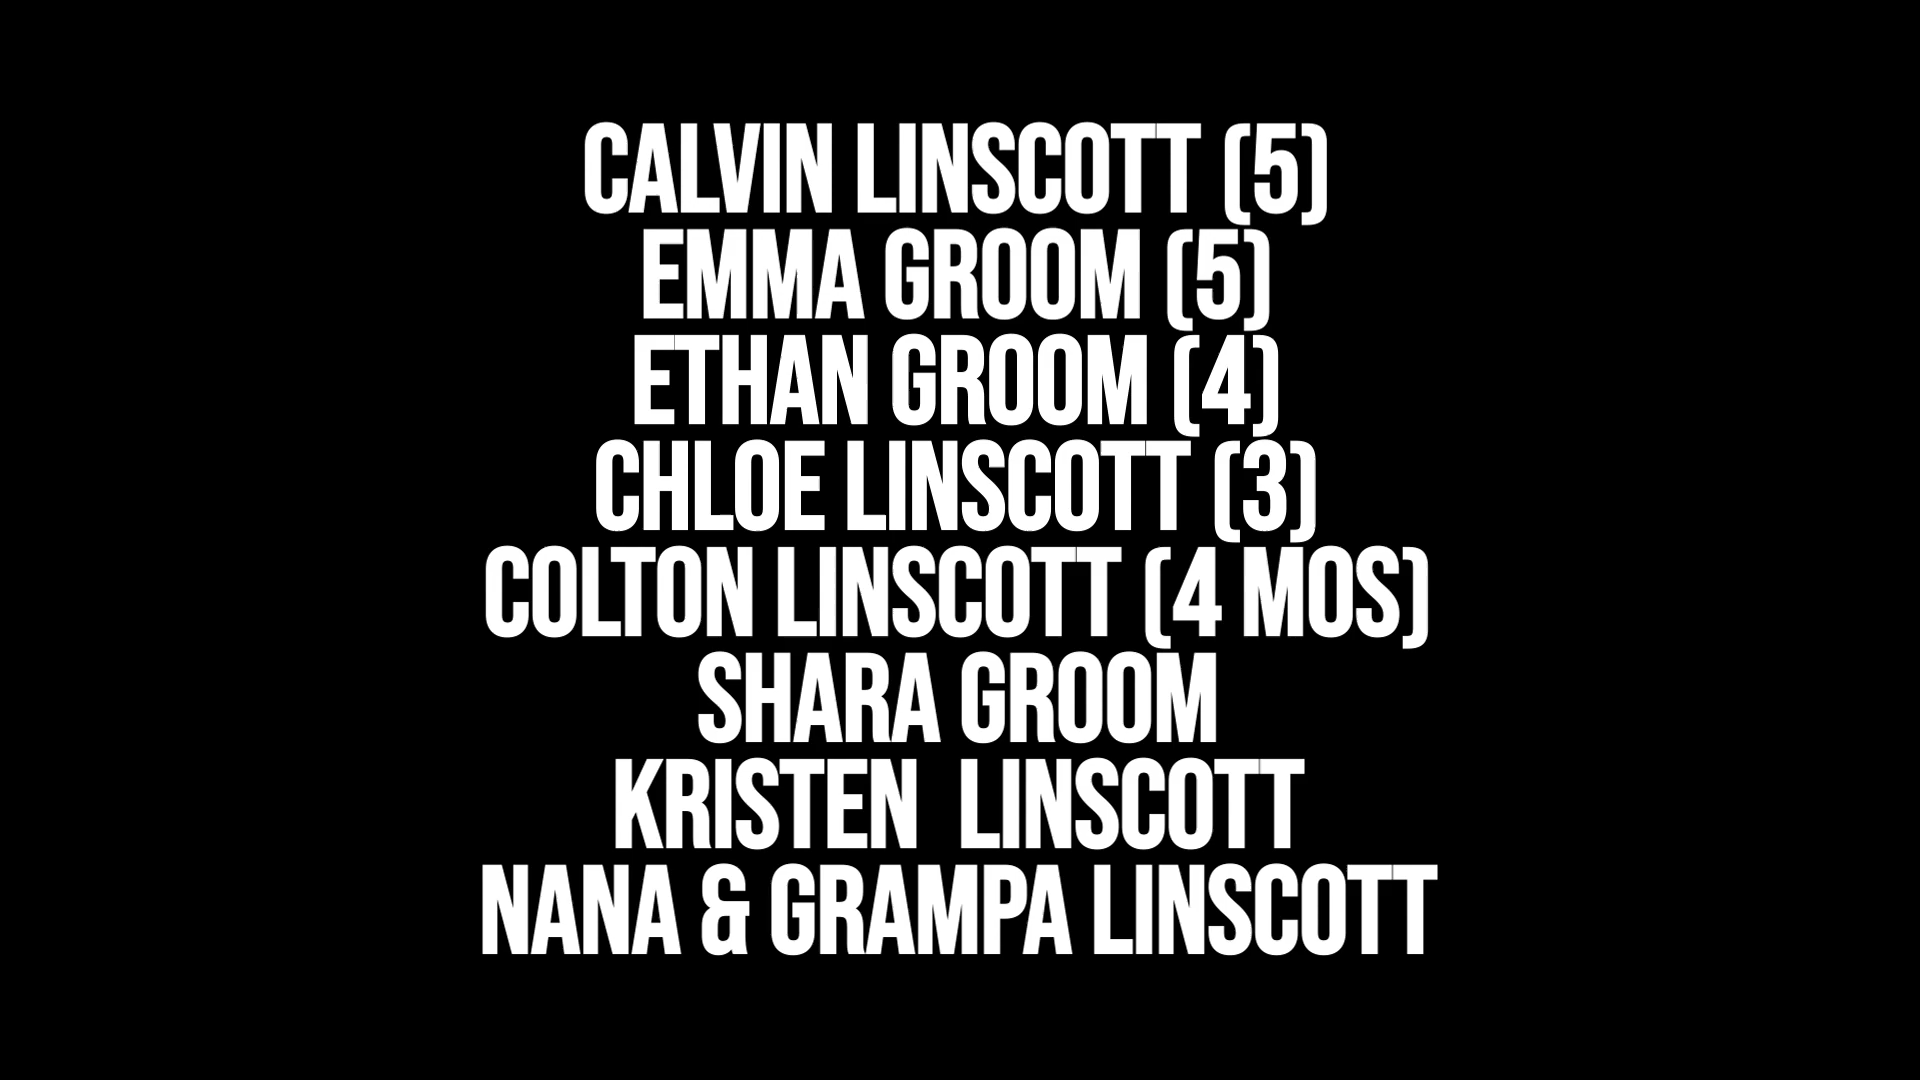 CALVIN LINSCOTT (5)
EMMA GROOM (5)
ETHAN GROOM (4)
CHLOE LINSCOTT (3)
COLTON LINSCOTT (4 MOS)
SHARA GROOM
KRISTEN  LINSCOTT
NANA & GRAMPA LINSCOTT